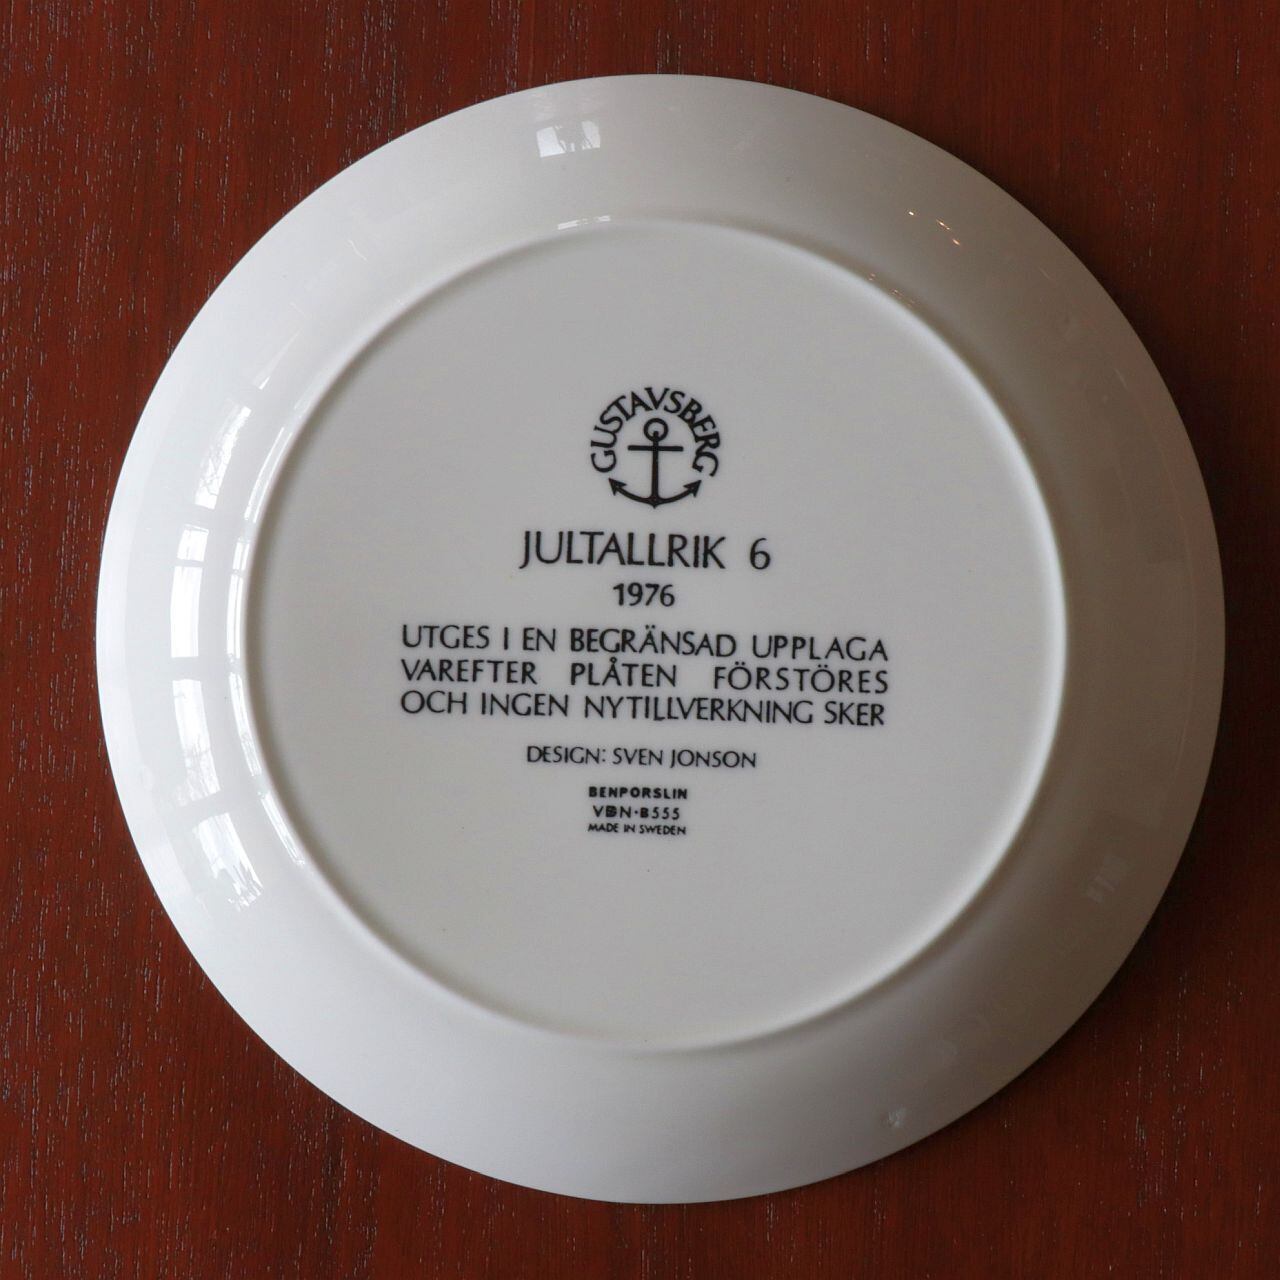 GUSTAVSBERG
JULTALLRIK 6
1976
UTGES I EN BEGRÄNSAD UPPLAGA
VAREFTER PLÅTEN FÖRSTÖRES
OCH INGEN NYTILLVERKNING SKER
DESIGN: SVEN JONSON
BENPORSLIN
VBN·B555
MADE IN SWEDEN